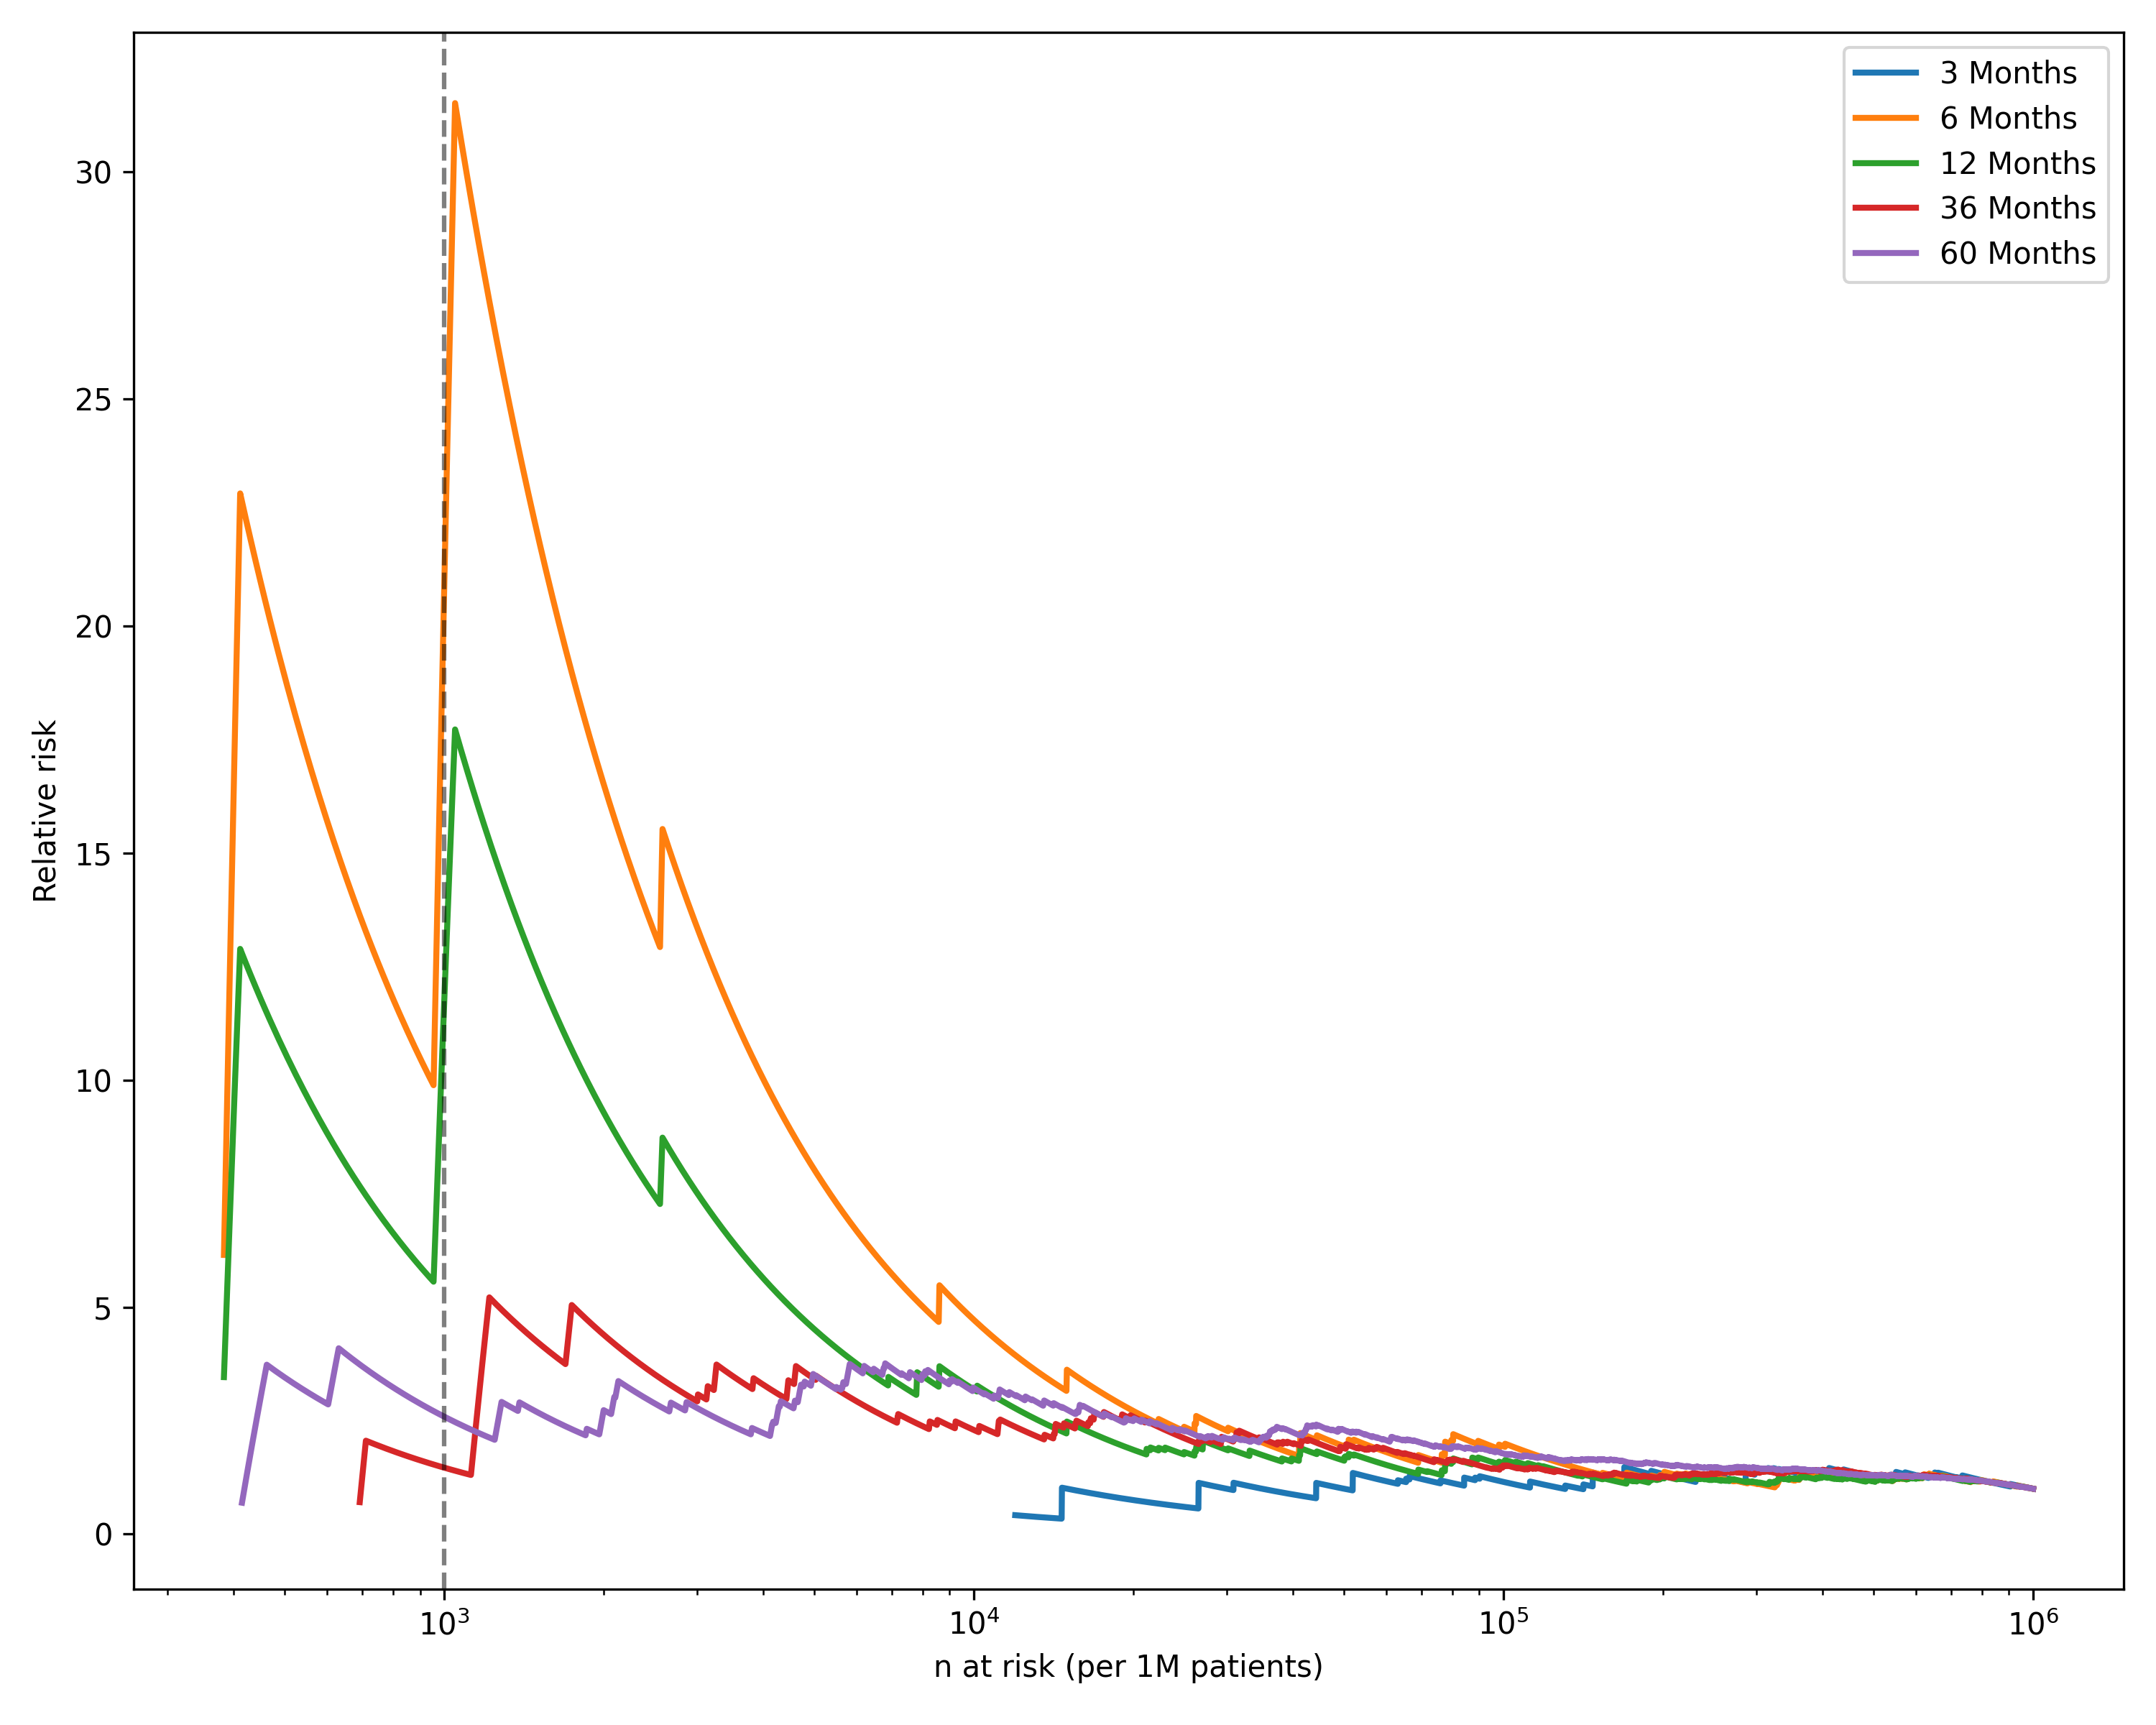 3 Months
6 Months
12 Months
36 Months
60 Months
30
25
20
15
10
5
0
Relative risk
10³
10⁴
10⁵
10⁶
n at risk (per 1M patients)